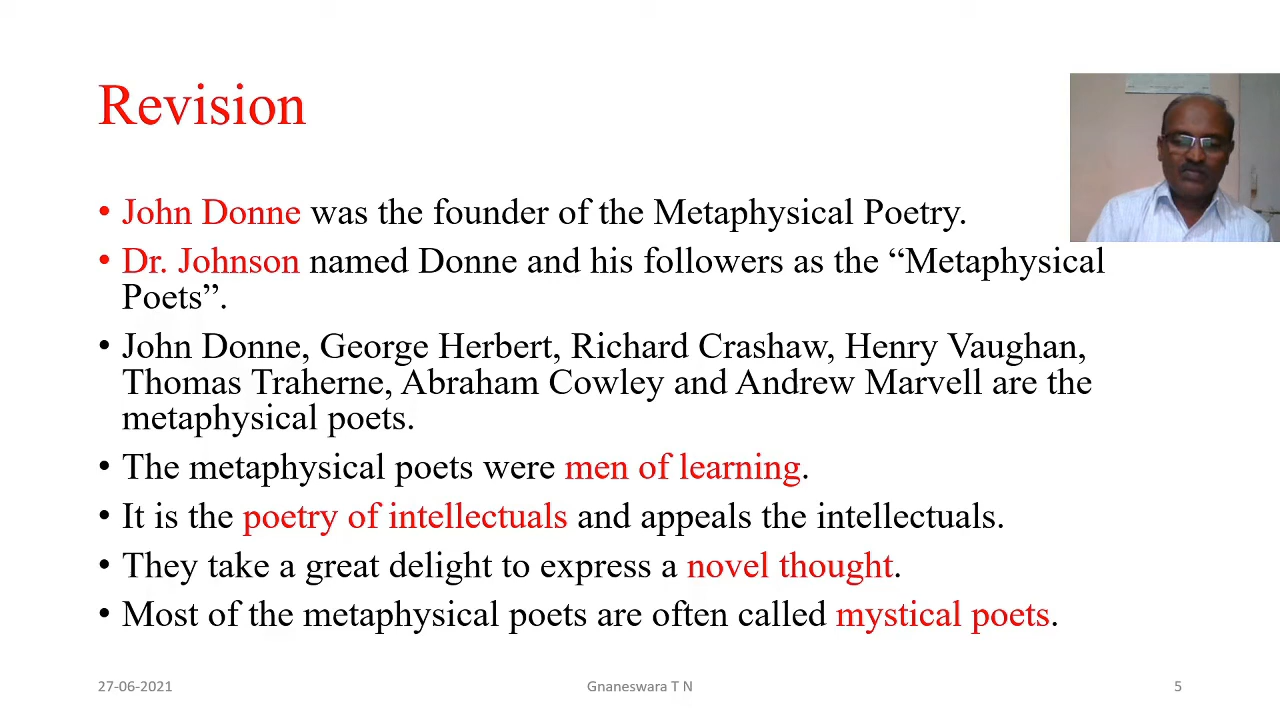 Revision
• John Donne was the founder of the Metaphysical Poetry.
• Dr. Johnson named Donne and his followers as the “Metaphysical
Poets”.
• John Donne, George Herbert, Richard Crashaw, Henry Vaughan,
Thomas Traherne, Abraham Cowley and Andrew Marvell are the
metaphysical poets.
• The metaphysical poets were men of learning.
• It is the poetry of intellectuals and appeals the intellectuals.
• They take a great delight to express a novel thought.
• Most of the metaphysical poets are often called mystical poets.
27-06-2021
Gnaneswara T N
5